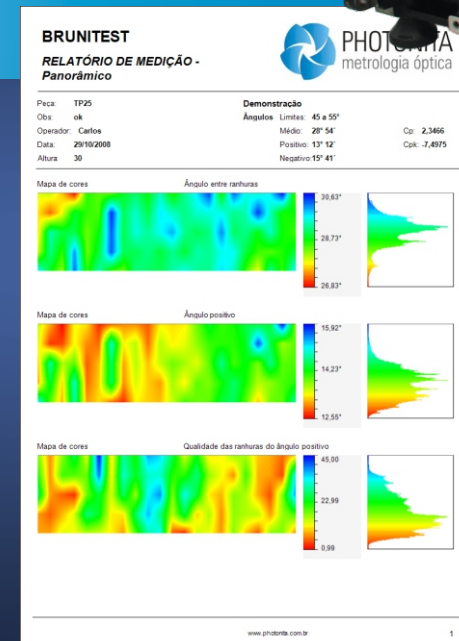 BRUNITEST
RELATÓRIO DE MEDIÇÃO -
Panorâmico
PHOTONITA
metrologia óptica
Peça: TP25
Obs: ok
Operador: Carlos
Data: 29/10/2008
Altura 30
Demonstração
Ângulos Limites: 45 a 55°
Médio: 28° 54´
Positivo: 13° 12´
Negativo: 15° 41´
Cp: 2,3466
Cpk: -7,4975
Mapa de cores Ângulo entre ranhuras
30,63°
28,73°
26,83°
Mapa de cores Ângulo positivo
15,92°
14,23°
12,55°
Mapa de cores Qualidade das ranhuras do ângulo positivo
45,00
22,99
0,99
www.photonita.com.br 1